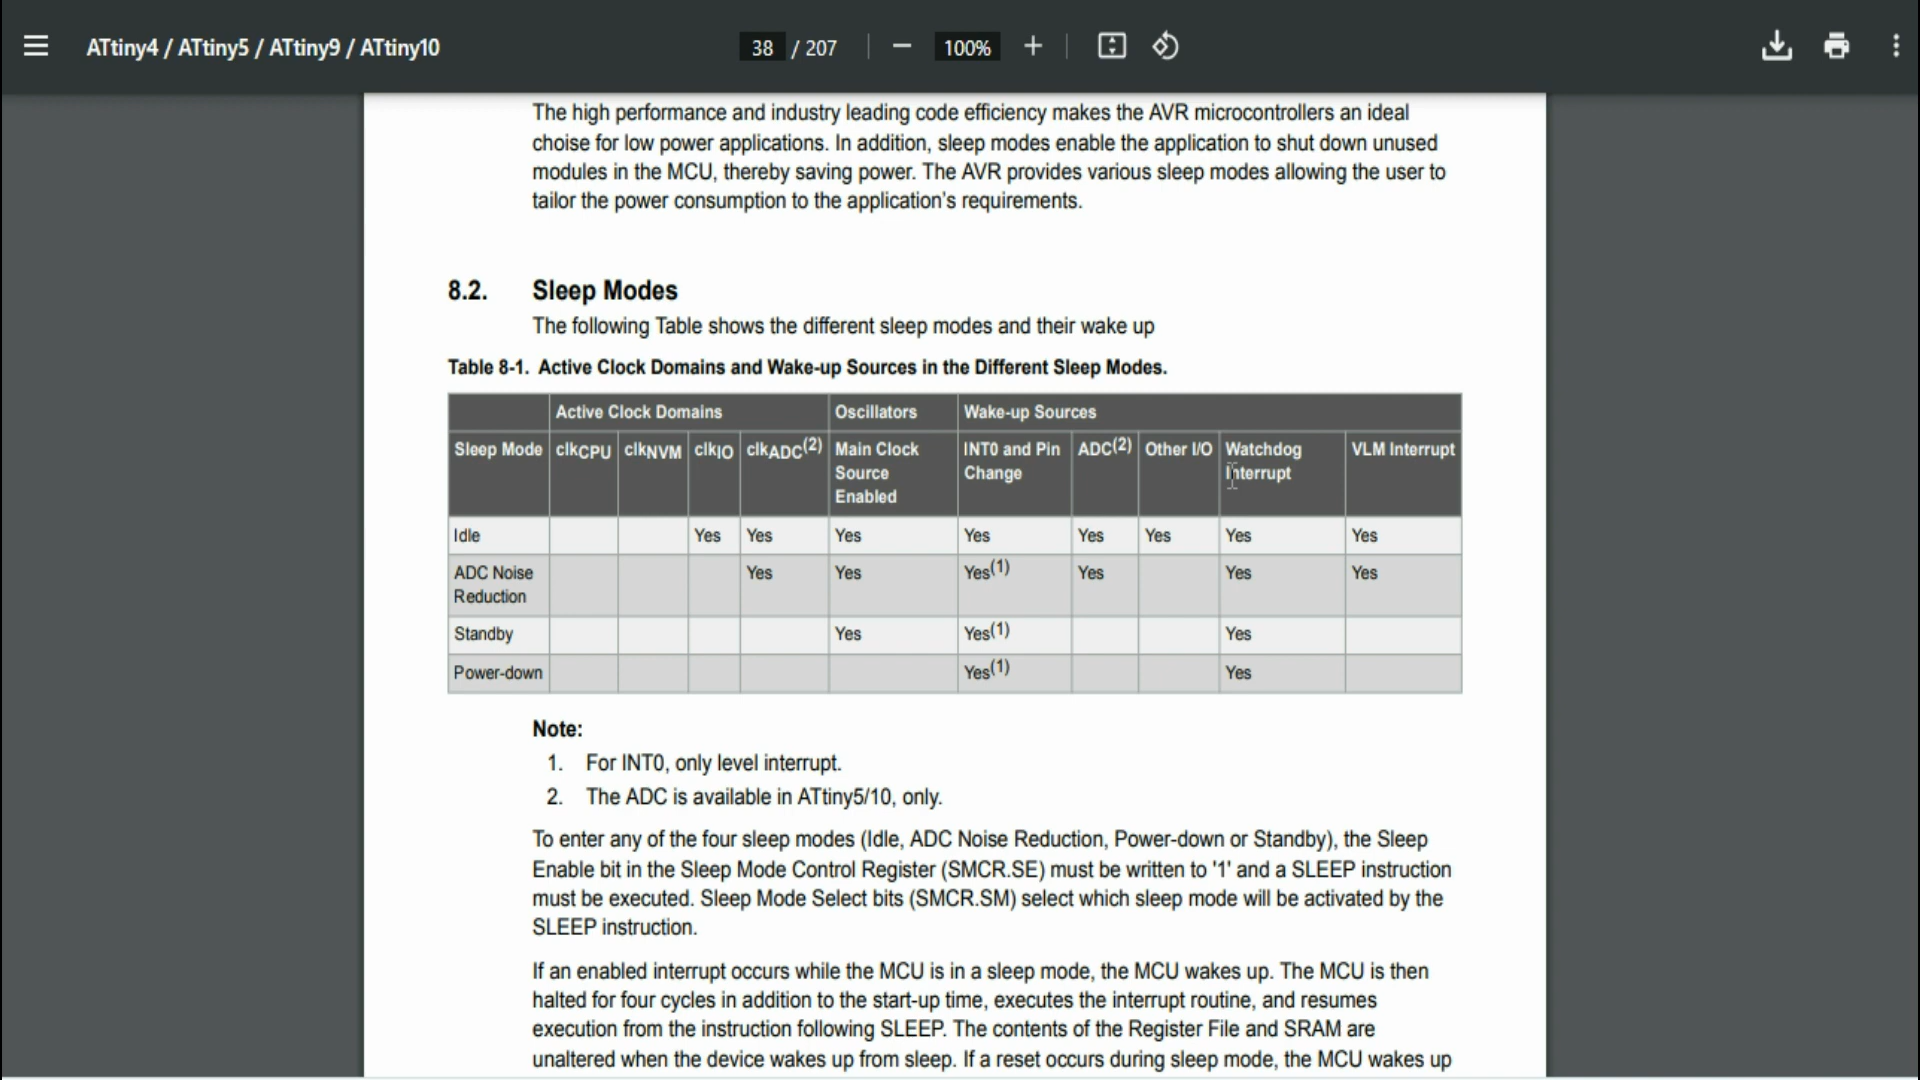 ATtiny4 / ATtiny5 / ATtiny9 / ATtiny10
38 / 207
100%
The high performance and industry leading code efficiency makes the AVR microcontrollers an ideal
choise for low power applications. In addition, sleep modes enable the application to shut down unused
modules in the MCU, thereby saving power. The AVR provides various sleep modes allowing the user to
tailor the power consumption to the application's requirements.
8.2. Sleep Modes
The following Table shows the different sleep modes and their wake up
Table 8-1. Active Clock Domains and Wake-up Sources in the Different Sleep Modes.
Active Clock Domains Oscillators Wake-up Sources
Sleep Mode clkCPU clkNVM clkIO clkADC(2) Main Clock Source Enabled INT0 and Pin Change ADC(2) Other I/O Watchdog Interrupt VLM Interrupt
Idle Yes Yes Yes Yes Yes Yes Yes Yes
ADC Noise Reduction Yes Yes Yes(1) Yes Yes Yes
Standby Yes Yes(1) Yes
Power-down Yes(1) Yes
Note:
1. For INT0, only level interrupt.
2. The ADC is available in ATtiny5/10, only.
To enter any of the four sleep modes (Idle, ADC Noise Reduction, Power-down or Standby), the Sleep
Enable bit in the Sleep Mode Control Register (SMCR.SE) must be written to '1' and a SLEEP instruction
must be executed. Sleep Mode Select bits (SMCR.SM) select which sleep mode will be activated by the
SLEEP instruction.
If an enabled interrupt occurs while the MCU is in a sleep mode, the MCU wakes up. The MCU is then
halted for four cycles in addition to the start-up time, executes the interrupt routine, and resumes
execution from the instruction following SLEEP. The contents of the Register File and SRAM are
unaltered when the device wakes up from sleep. If a reset occurs during sleep mode, the MCU wakes up